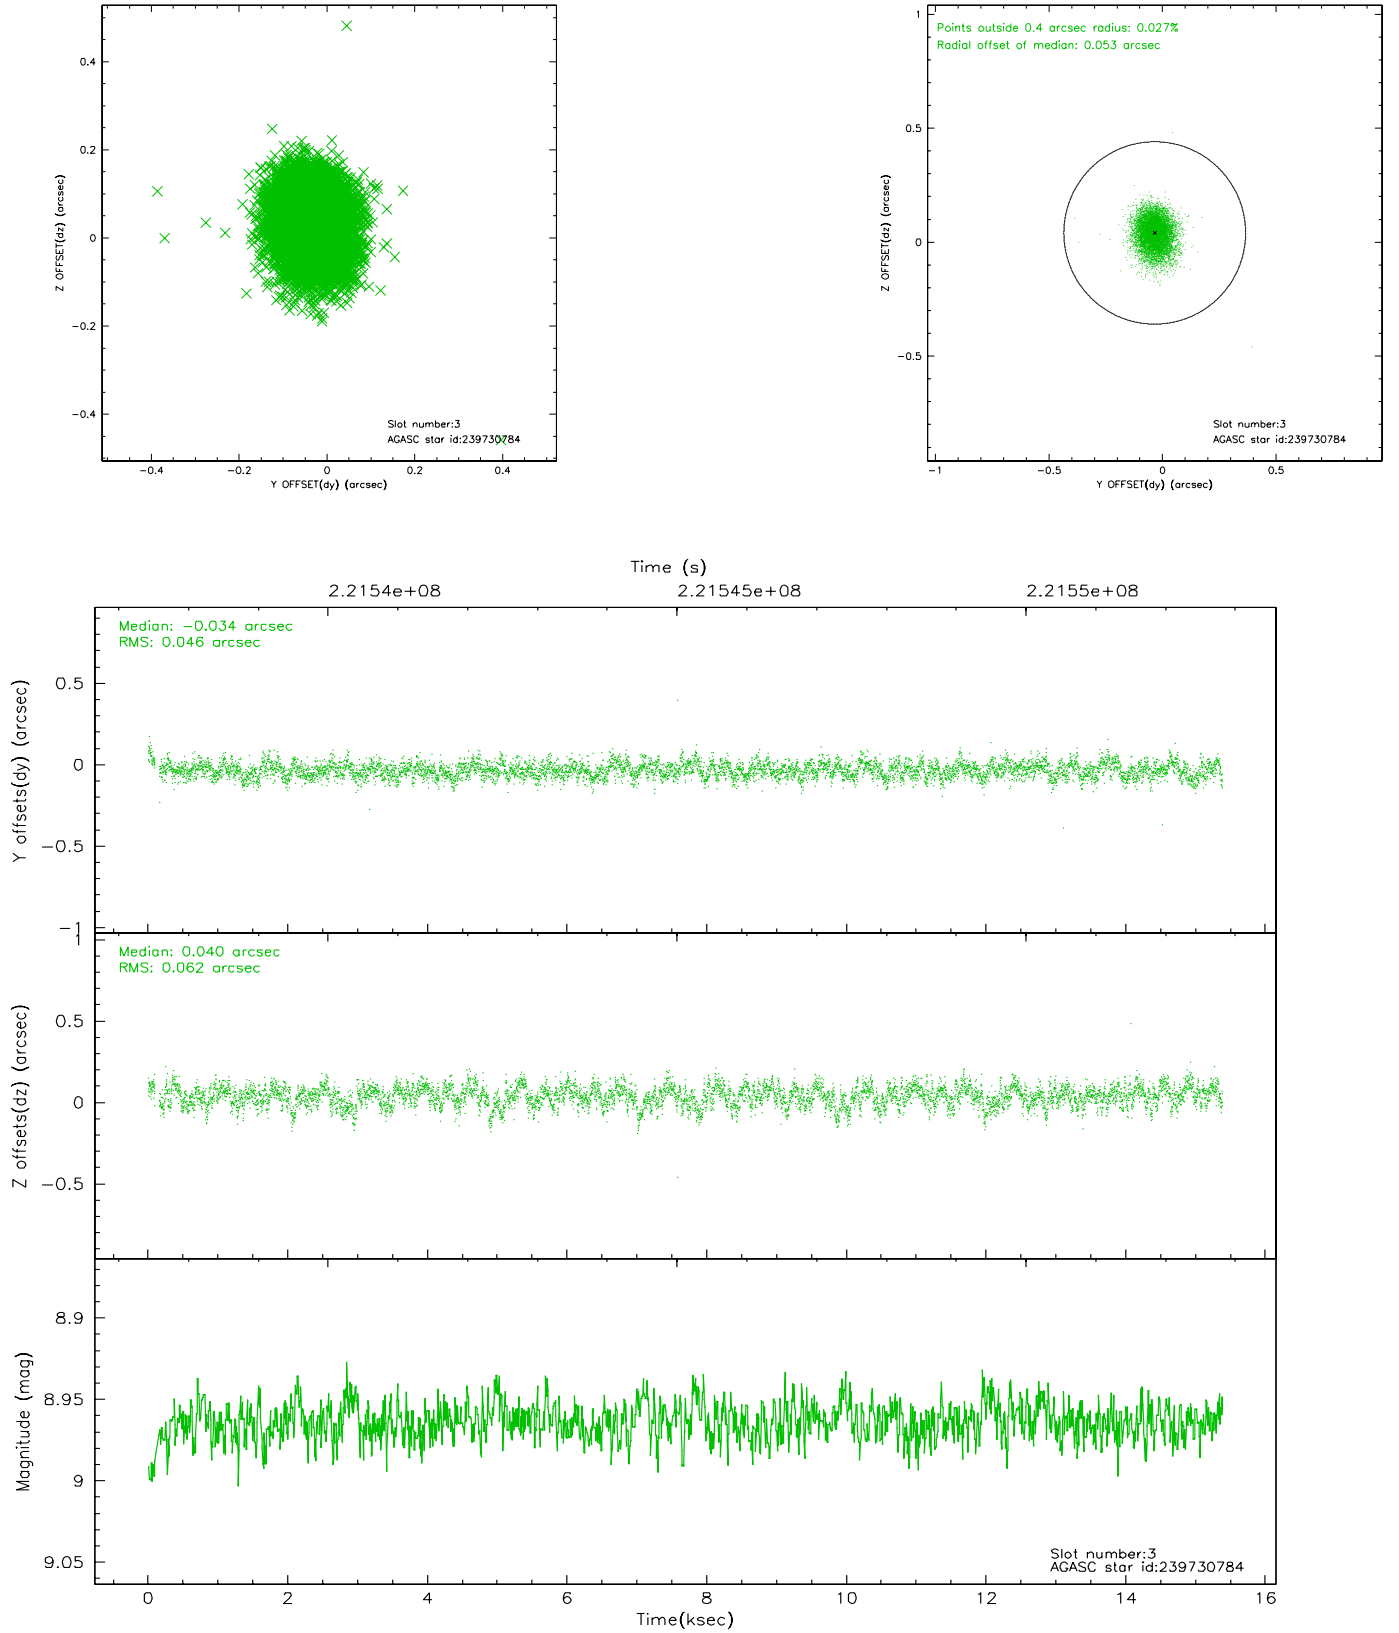 0.4
0.2
0
-0.2
-0.4
Z OFFSET(dz) (arcsec)
-0.4 -0.2 0 0.2 0.4
Y OFFSET(dy) (arcsec)
Slot number:3
AGASC star id:239730784
Points outside 0.4 arcsec radius: 0.027%
Radial offset of median: 0.053 arcsec
1
0.5
0
-0.5
Z OFFSET(dz) (arcsec)
Slot number:3
AGASC star id:239730784
-1 -0.5 0 0.5
Y OFFSET(dy) (arcsec)
Time (s)
2.2154e+08 2.21545e+08 2.2155e+08
Median: -0.034 arcsec
RMS: 0.046 arcsec
0.5
0
-0.5
-1
Y offsets(dy) (arcsec)
Median: 0.040 arcsec
RMS: 0.062 arcsec
1
0.5
0
-0.5
Z offsets(dz) (arcsec)
8.9
8.95
9
9.05
Magnitude (mag)
Slot number:3
AGASC star id:239730784
0 2 4 6 8 10 12 14 16
Time(ksec)